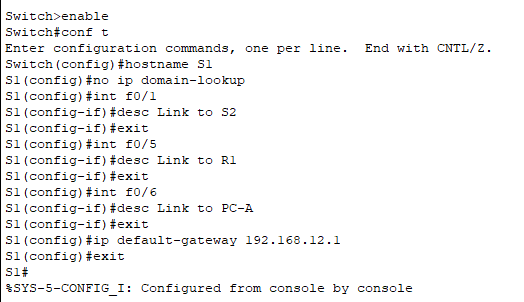 Switch>enable
Switch#conf t
Enter configuration commands, one per line.  End with CNTL/Z.
Switch(config)#hostname S1
S1(config)#no ip domain-lookup
S1(config)#int f0/1
S1(config-if)#desc Link to S2
S1(config-if)#exit
S1(config)#int f0/5
S1(config-if)#desc Link to R1
S1(config-if)#exit
S1(config)#int f0/6
S1(config-if)#desc Link to PC-A
S1(config-if)#exit
S1(config)#ip default-gateway 192.168.12.1
S1(config)#exit
S1#
%SYS-5-CONFIG_I: Configured from console by console